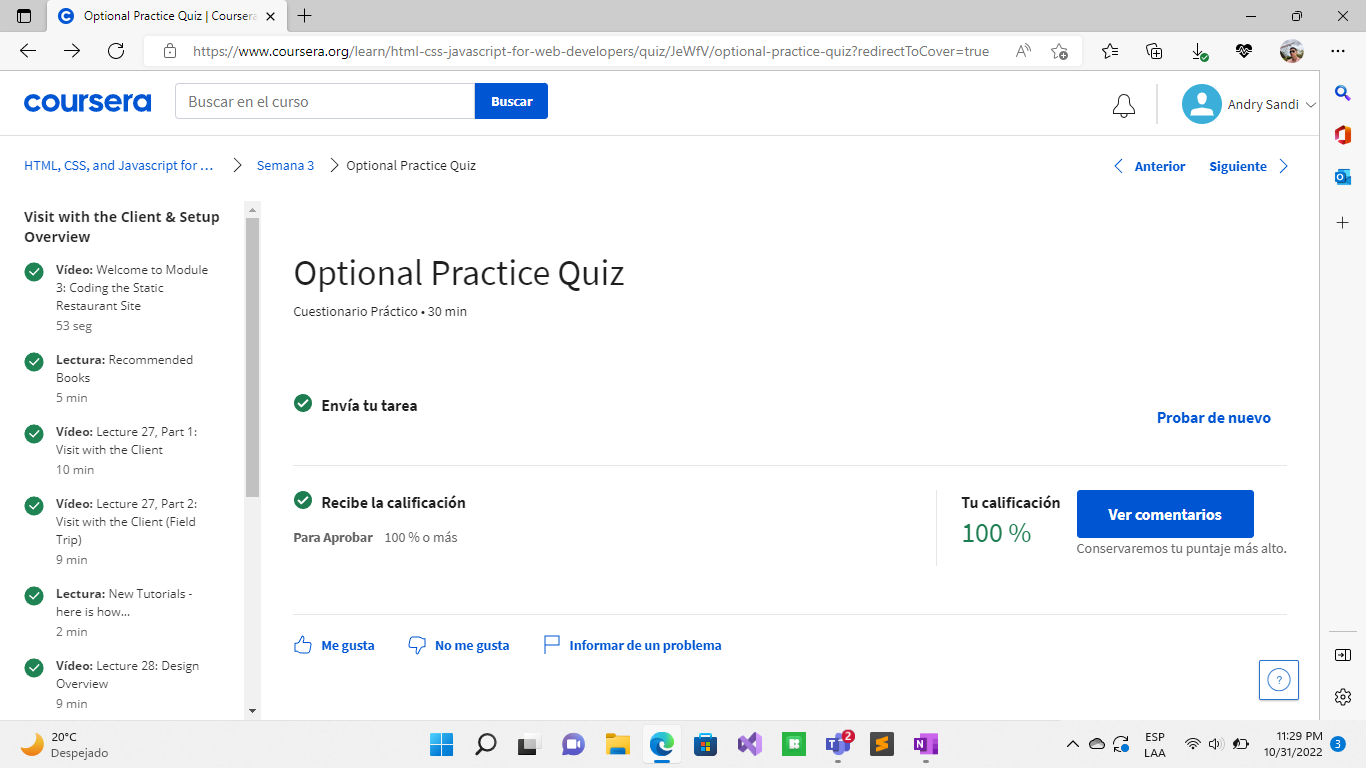 Optional Practice Quiz | Coursera
https://www.coursera.org/learn/html-css-javascript-for-web-developers/quiz/JeWfV/optional-practice-quiz?redirectToCover=true
coursera
Buscar en el curso
Buscar
Andry Sandi
HTML, CSS, and Javascript for ...
Semana 3
Optional Practice Quiz
Anterior
Siguiente
Visit with the Client & Setup
Overview
Vídeo: Welcome to Module
3: Coding the Static
Restaurant Site
53 seg
Lectura: Recommended
Books
5 min
Vídeo: Lecture 27, Part 1:
Visit with the Client
10 min
Vídeo: Lecture 27, Part 2:
Visit with the Client (Field
Trip)
9 min
Lectura: New Tutorials -
here is how...
2 min
Vídeo: Lecture 28: Design
Overview
9 min
Optional Practice Quiz
Cuestionario Práctico • 30 min
Envía tu tarea
Probar de nuevo
Recibe la calificación
Para Aprobar 100 % o más
Tu calificación
100 %
Ver comentarios
Conservaremos tu puntaje más alto.
Me gusta
No me gusta
Informar de un problema
?
20°C
Despejado
2
ESP
LAA
11:29 PM
10/31/2022
3